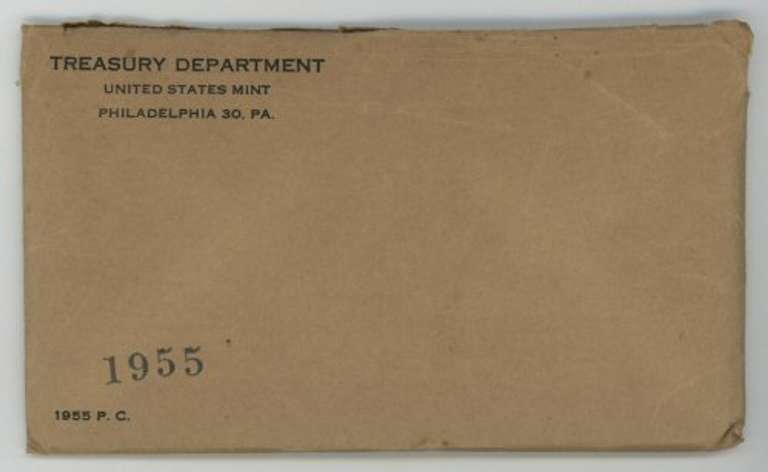 TREASURY DEPARTMENT
UNITED STATES MINT
PHILADELPHIA 30, PA.
1955
1955 P. C.